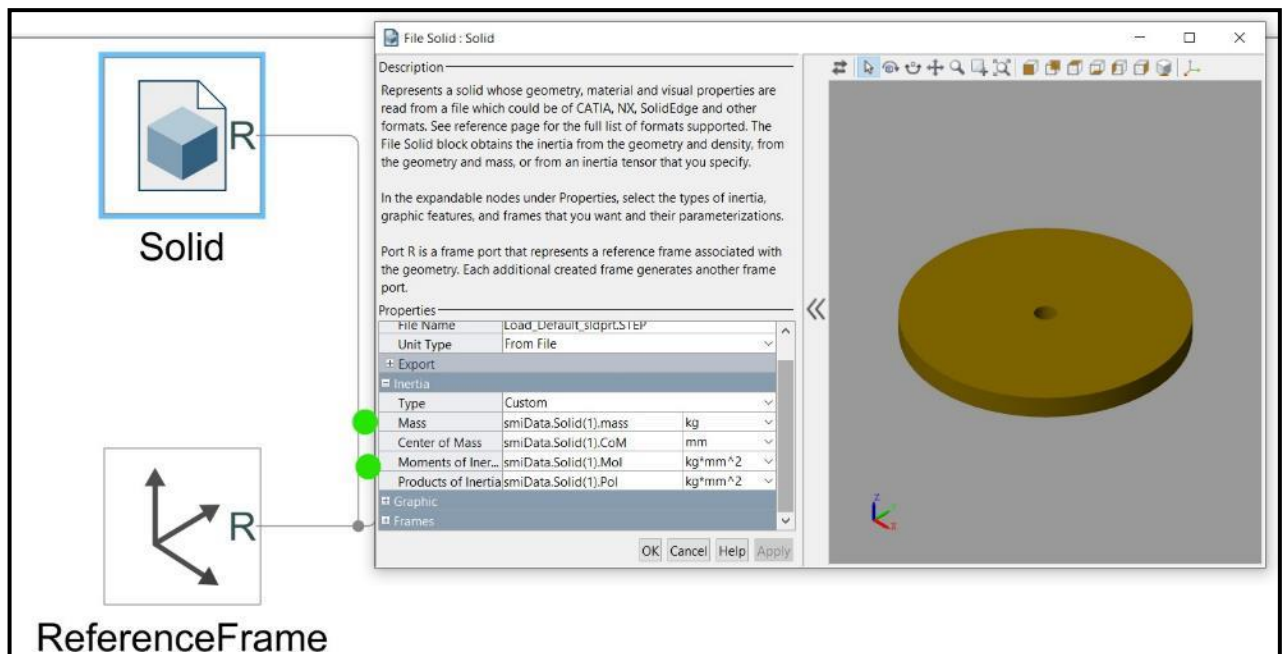 R
Solid
R
ReferenceFrame
File Solid : Solid
Description
Represents a solid whose geometry, material and visual properties are
read from a file which could be of CATIA, NX, SolidEdge and other
formats. See reference page for the full list of formats supported. The
File Solid block obtains the inertia from the geometry and density, from
the geometry and mass, or from an inertia tensor that you specify.
In the expandable nodes under Properties, select the types of inertia,
graphic features, and frames that you want and their parameterizations.
Port R is a frame port that represents a reference frame associated with
the geometry. Each additional created frame generates another frame
port.
Properties
File Name Load_Default_sldprt.STEP
Unit Type From File
Export
Inertia
Type Custom
Mass smiData.Solid(1).mass kg
Center of Mass smiData.Solid(1).CoM mm
Moments of Iner... smiData.Solid(1).MoI kg*mm^2
Products of Inertia smiData.Solid(1).PoI kg*mm^2
Graphic
Frames
OK Cancel Help Apply
z
x